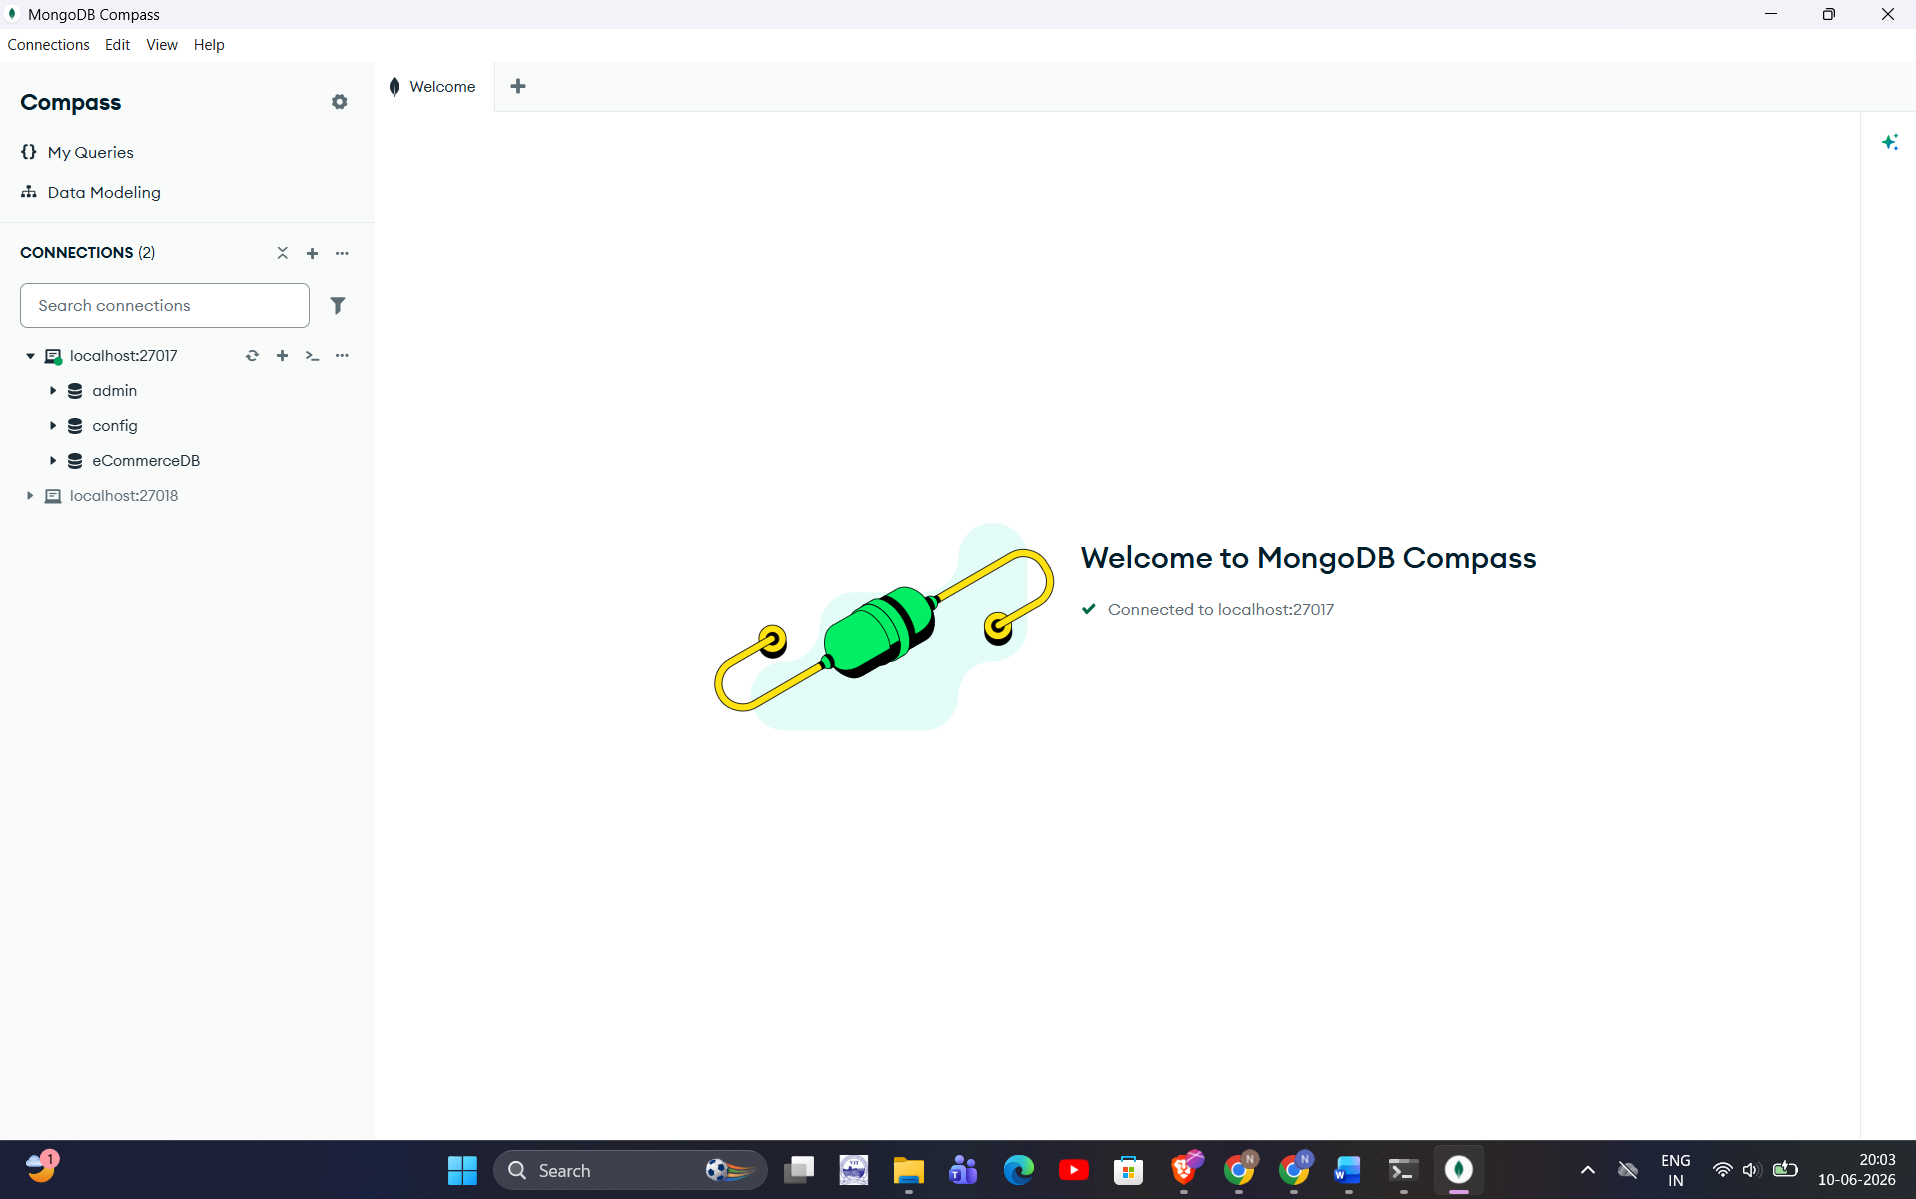 MongoDB Compass
Connections Edit View Help
Compass
Welcome
My Queries
Data Modeling
CONNECTIONS (2)
Search connections
localhost:27017
admin
config
eCommerceDB
localhost:27018
Welcome to MongoDB Compass
Connected to localhost:27017
1
Search
N
N
ENG
IN
20:03
10-06-2026